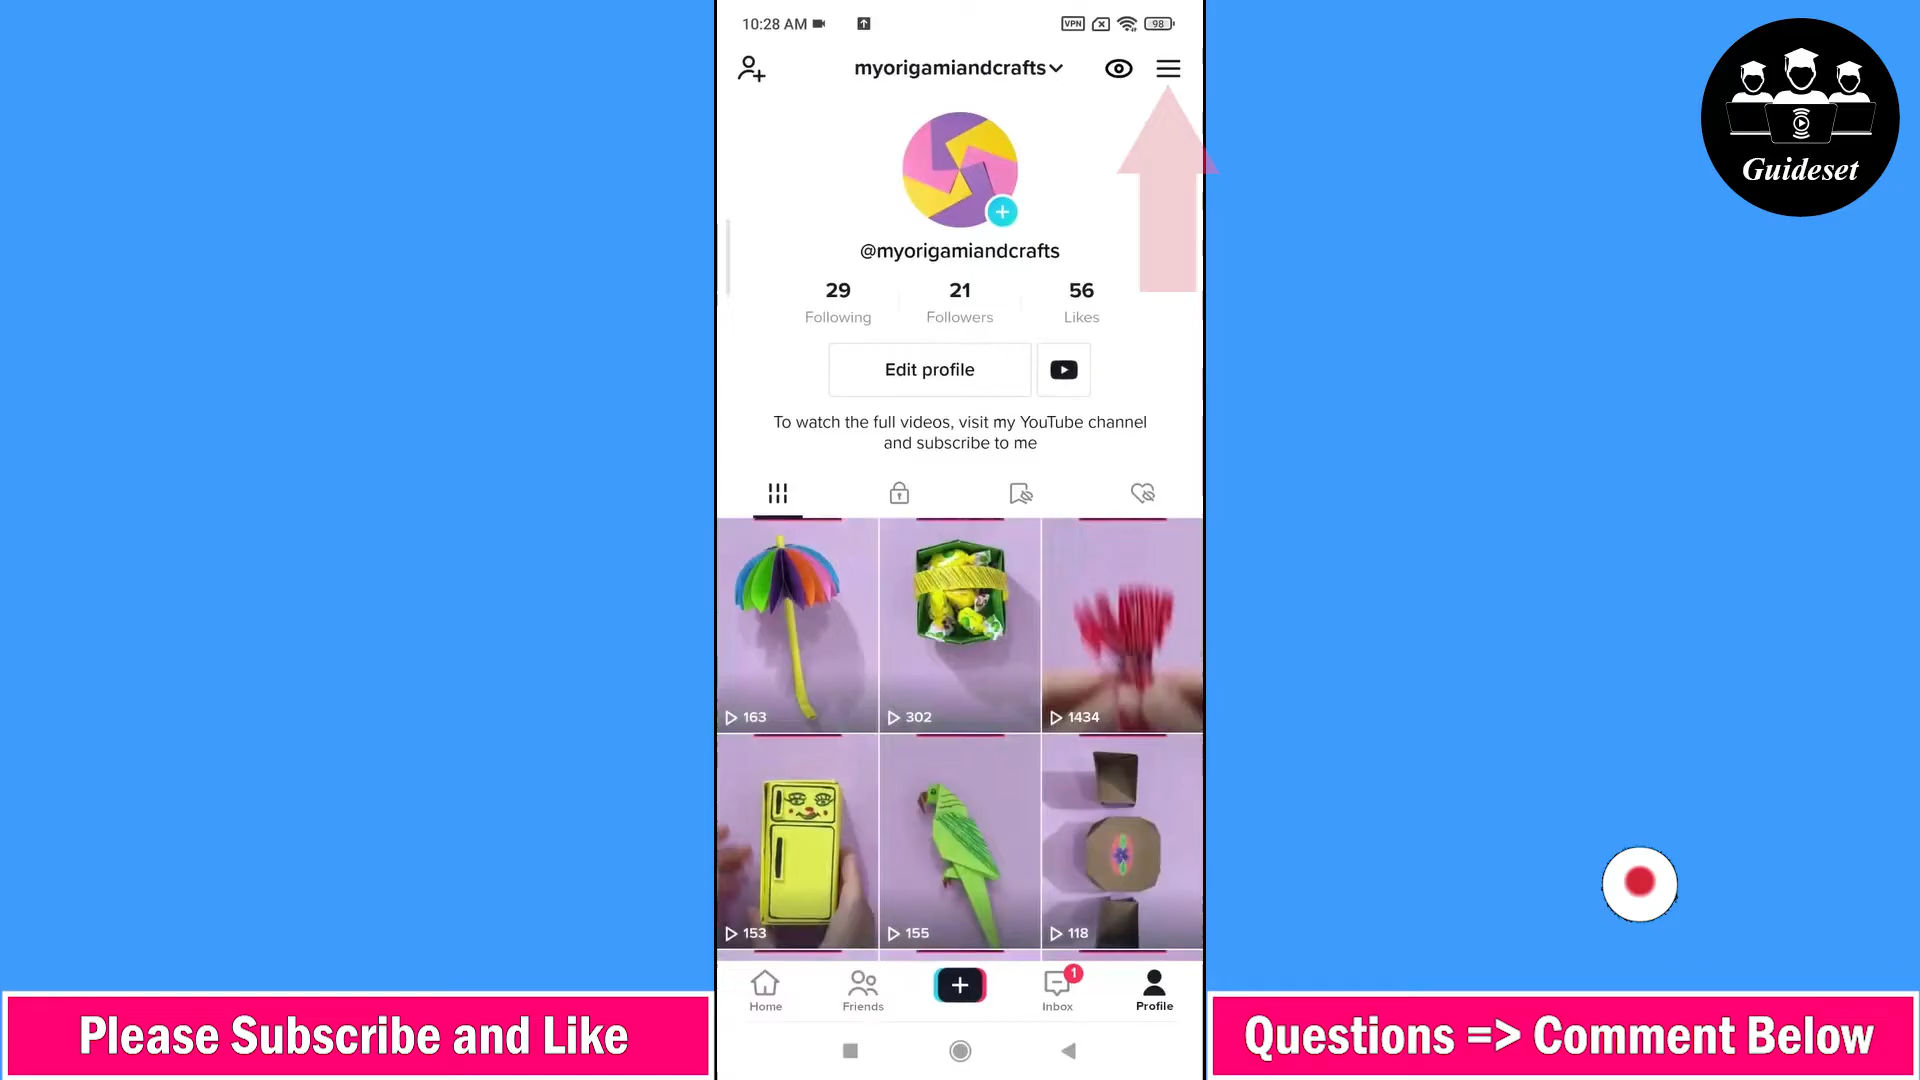 10:28 AM
VPN
98
myorigamiandcrafts
Guideset
@myorigamiandcrafts
29
21
56
Following
Followers
Likes
Edit profile
To watch the full videos, visit my YouTube channel
and subscribe to me
163
302
1434
153
155
118
1
Home
Friends
Inbox
Profile
Please Subscribe and Like
Questions => Comment Below